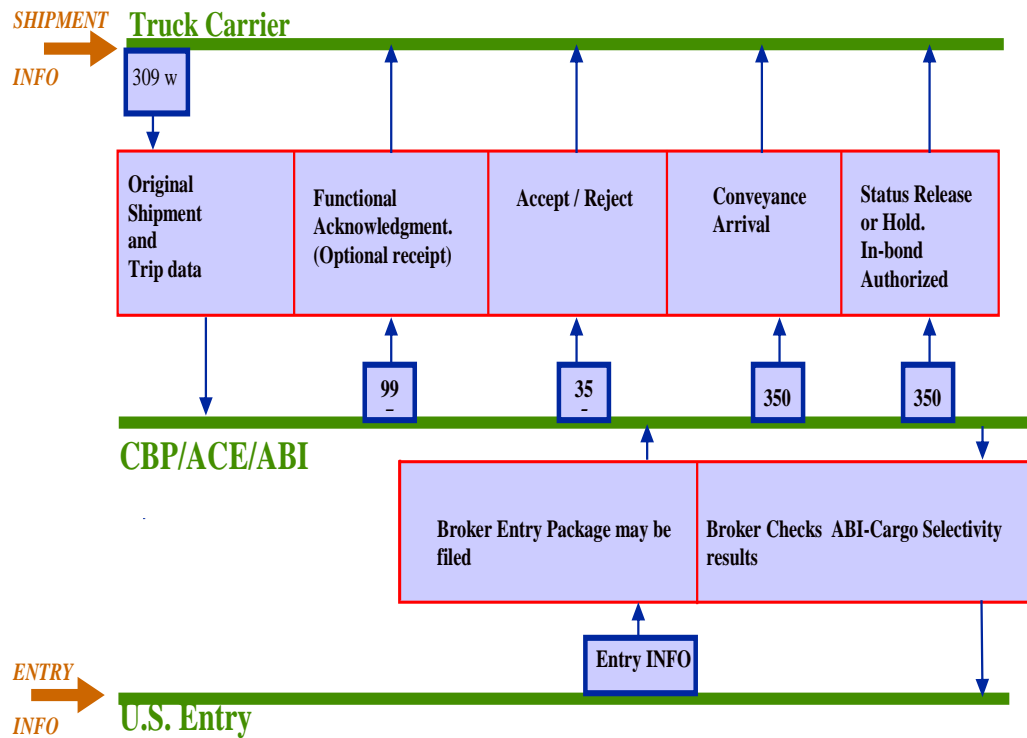 SHIPMENT
INFO
Truck Carrier
309 w
Original
Shipment
and
Trip data
Functional
Acknowledgment.
(Optional receipt)
Accept / Reject
Conveyance
Arrival
Status Release
or Hold.
In-bond
Authorized
99
35
350
350
CBP/ACE/ABI
Broker Entry Package may be
filed
Broker Checks ABI-Cargo Selectivity
results
Entry INFO
ENTRY
INFO
U.S. Entry